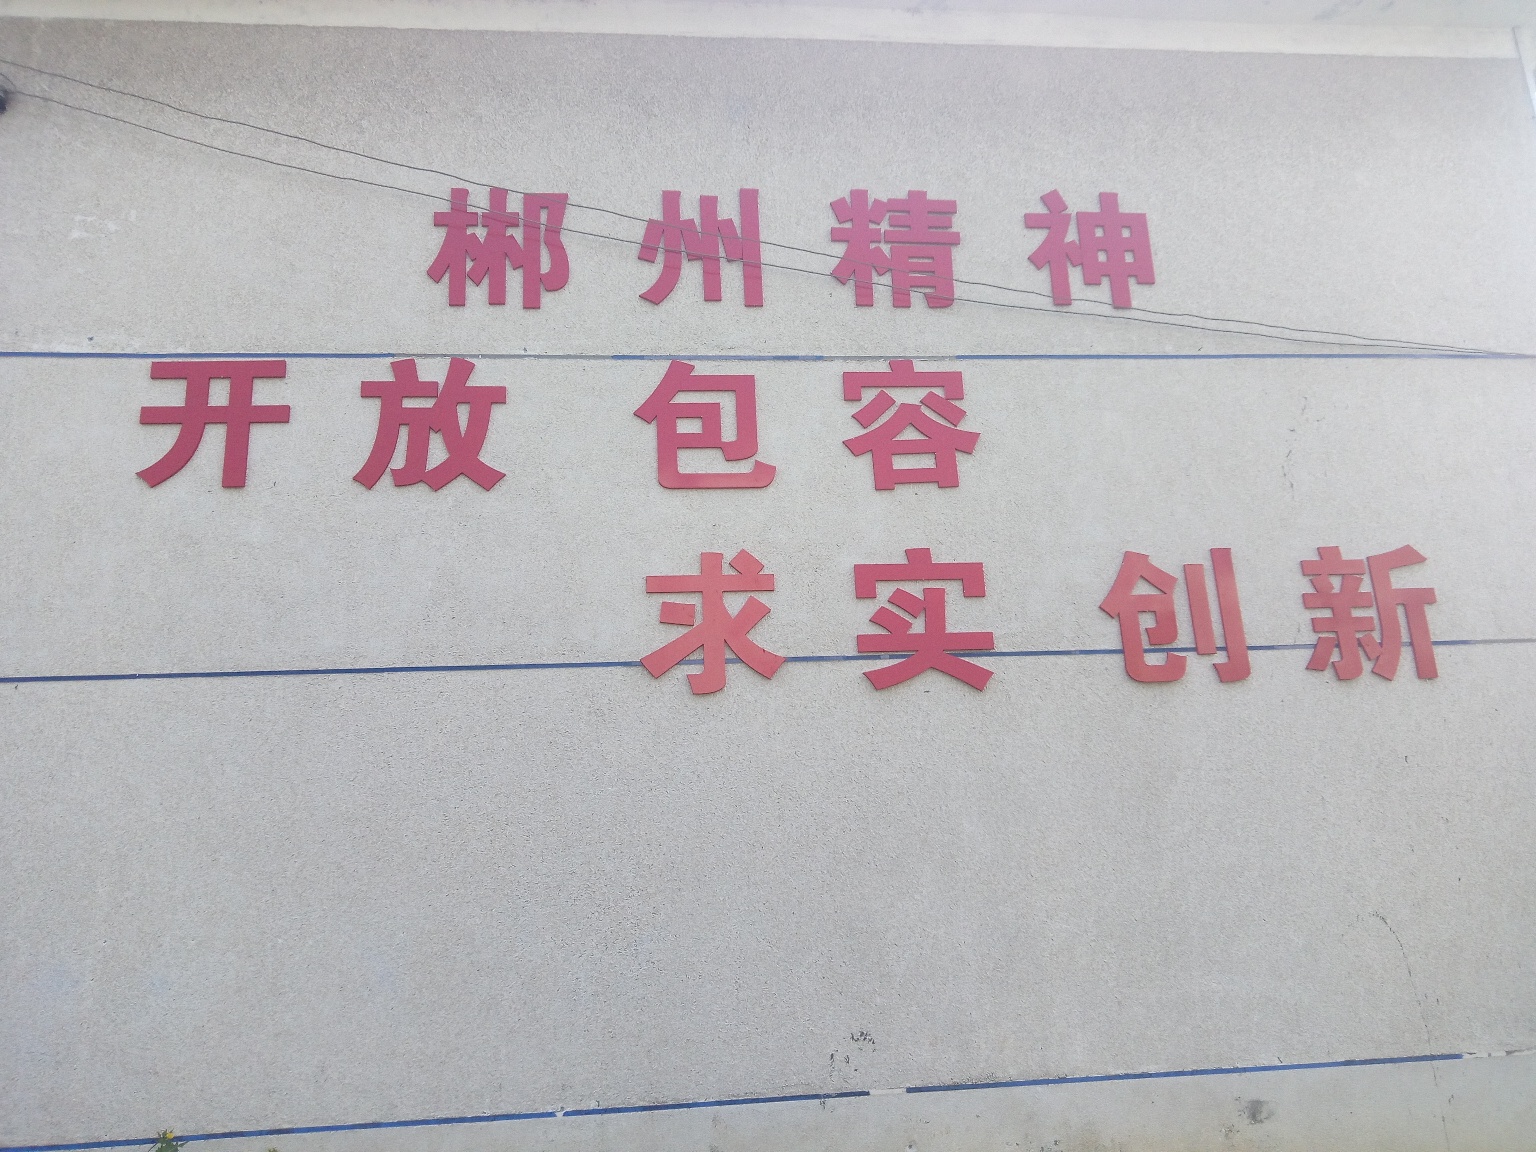 郴州精神
开放 包容
求实 创新